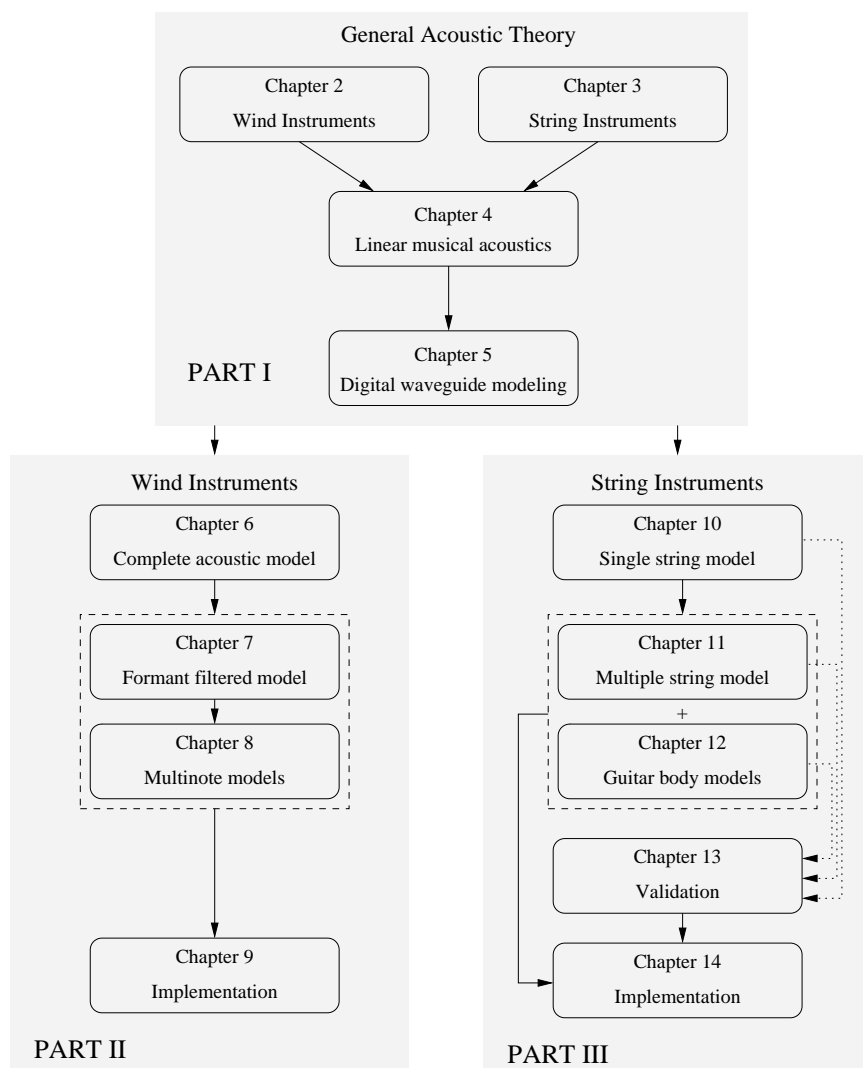 General Acoustic Theory
Chapter 2
Wind Instruments
Chapter 3
String Instruments
Chapter 4
Linear musical acoustics
Chapter 5
Digital waveguide modeling
PART I
Wind Instruments
Chapter 6
Complete acoustic model
Chapter 7
Formant filtered model
Chapter 8
Multinote models
Chapter 9
Implementation
PART II
String Instruments
Chapter 10
Single string model
Chapter 11
Multiple string model
+
Chapter 12
Guitar body models
Chapter 13
Validation
Chapter 14
Implementation
PART III